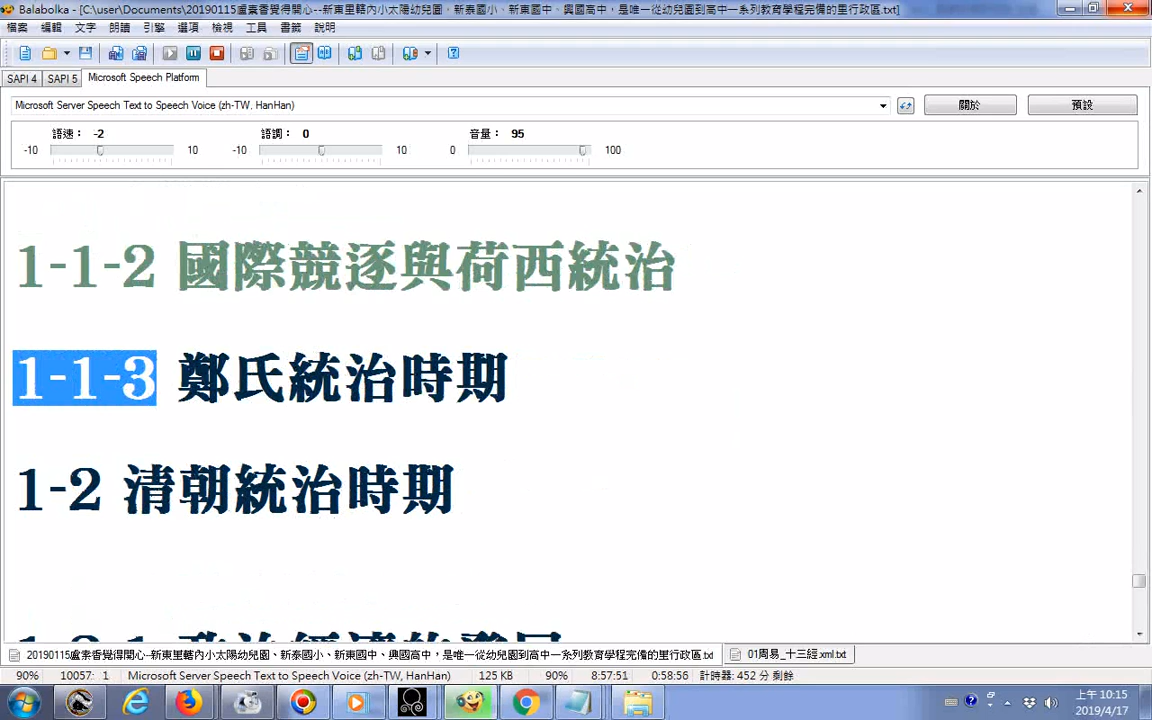 Balabolka - [C:\user\Documents\20190115盧素香覺得開心--新東里轄內小太陽幼兒園、新泰國小、新東國中、興國高中，是唯一從幼兒園到高中一系列教育學程完備的里行政區.txt]
檔案 編輯 文字 朗讀 引擎 選項 檢視 工具 書籤 說明
SAPI 4 SAPI 5 Microsoft Speech Platform
Microsoft Server Speech Text to Speech Voice (zh-TW, HanHan) 關於 預設
語速： -2 語調： 0 音量： 95
-10 10 -10 10 0 100
1-1-2 國際競逐與荷西統治
1-1-3 鄭氏統治時期
1-2 清朝統治時期
20190115盧素香覺得開心--新東里轄內小太陽幼兒園、新泰國小、新東國中、興國高中，是唯一從幼兒園到高中一系列教育學程完備的里行政區.txt 01周易_十三經.xml.txt
90% 10057: 1 Microsoft Server Speech Text to Speech Voice (zh-TW, HanHan) 125 KB 90% 8:57:51 0:58:56 計時器: 452 分 剩餘
上午 10:15
2019/4/17